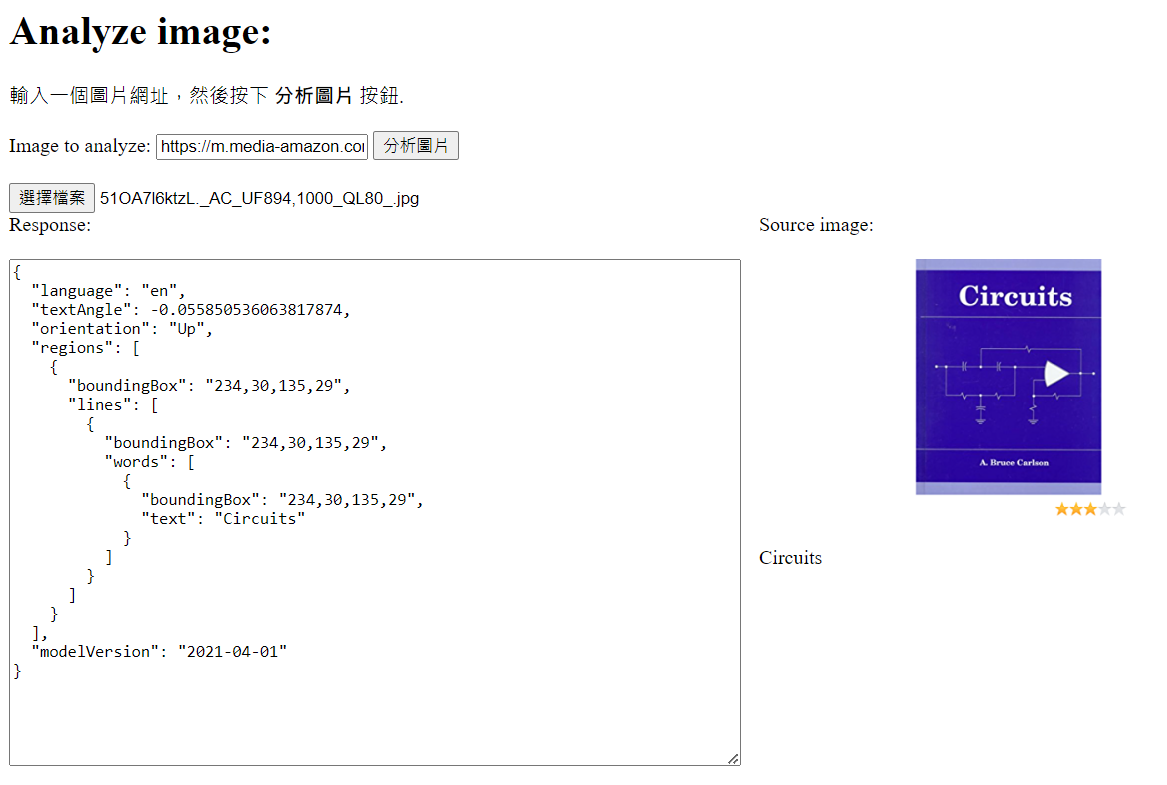 Analyze image:
輸入一個圖片網址，然後按下 分析圖片 按鈕.
Image to analyze: https://m.media-amazon.co 分析圖片
選擇檔案 51OA7l6ktzL._AC_UF894,1000_QL80_.jpg
Response:
{
  "language": "en",
  "textAngle": -0.055850536063817874,
  "orientation": "Up",
  "regions": [
    {
      "boundingBox": "234,30,135,29",
      "lines": [
        {
          "boundingBox": "234,30,135,29",
          "words": [
            {
              "boundingBox": "234,30,135,29",
              "text": "Circuits"
            }
          ]
        }
      ]
    }
  ],
  "modelVersion": "2021-04-01"
}
Source image:
Circuits
A. Bruce Carlson
Circuits